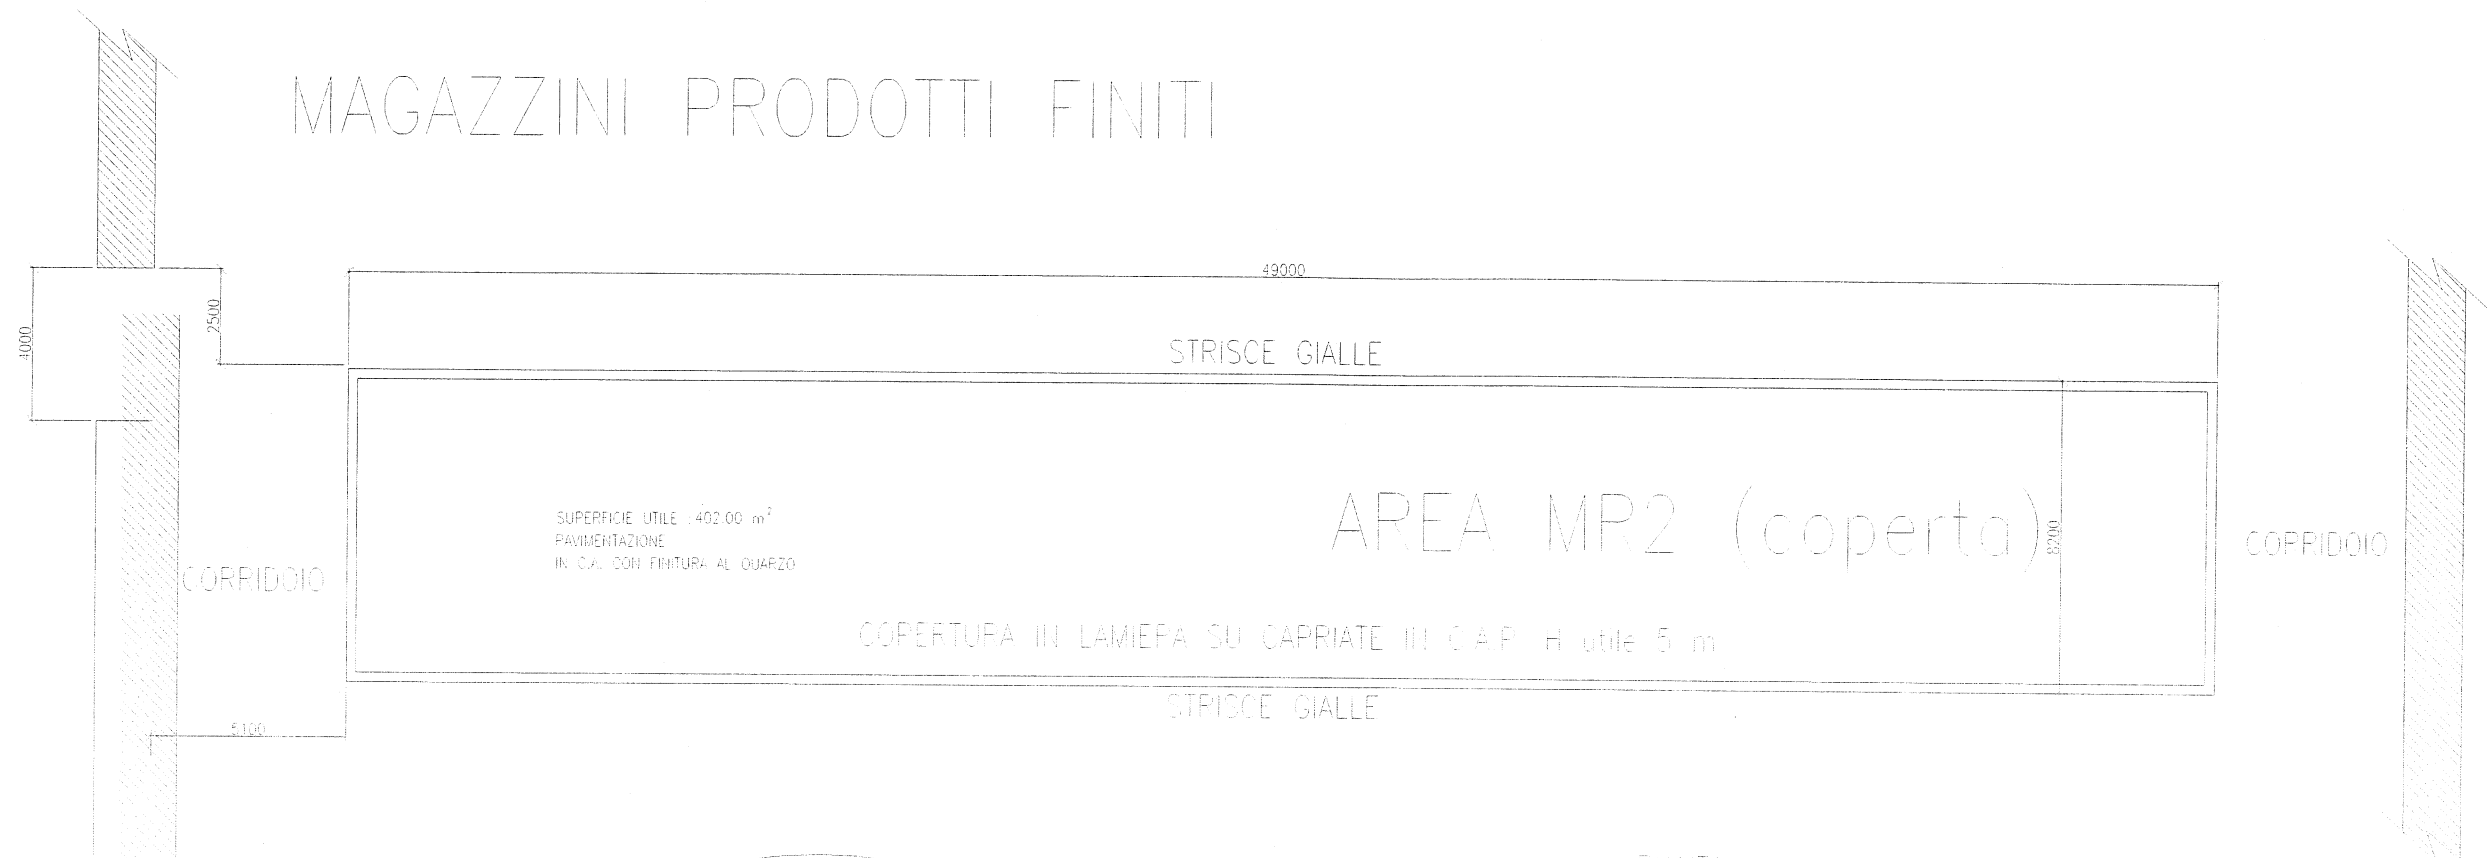 MAGAZZINI PRODOTTI FINITI
49000
2500
4000
STRISCE GIALLE
AREA MR2 (coperta)
8200
SUPERFICIE UTILE : 402.00 m²
PAVIMENTAZIONE
IN C.A. CON FINITURA AL QUARZO
CORRIDOIO
CORRIDOIO
COPERTURA IN LAMIERA SU CAPRIATE IN C.A.P. H utile 5 m
STRISCE GIALLE
5100